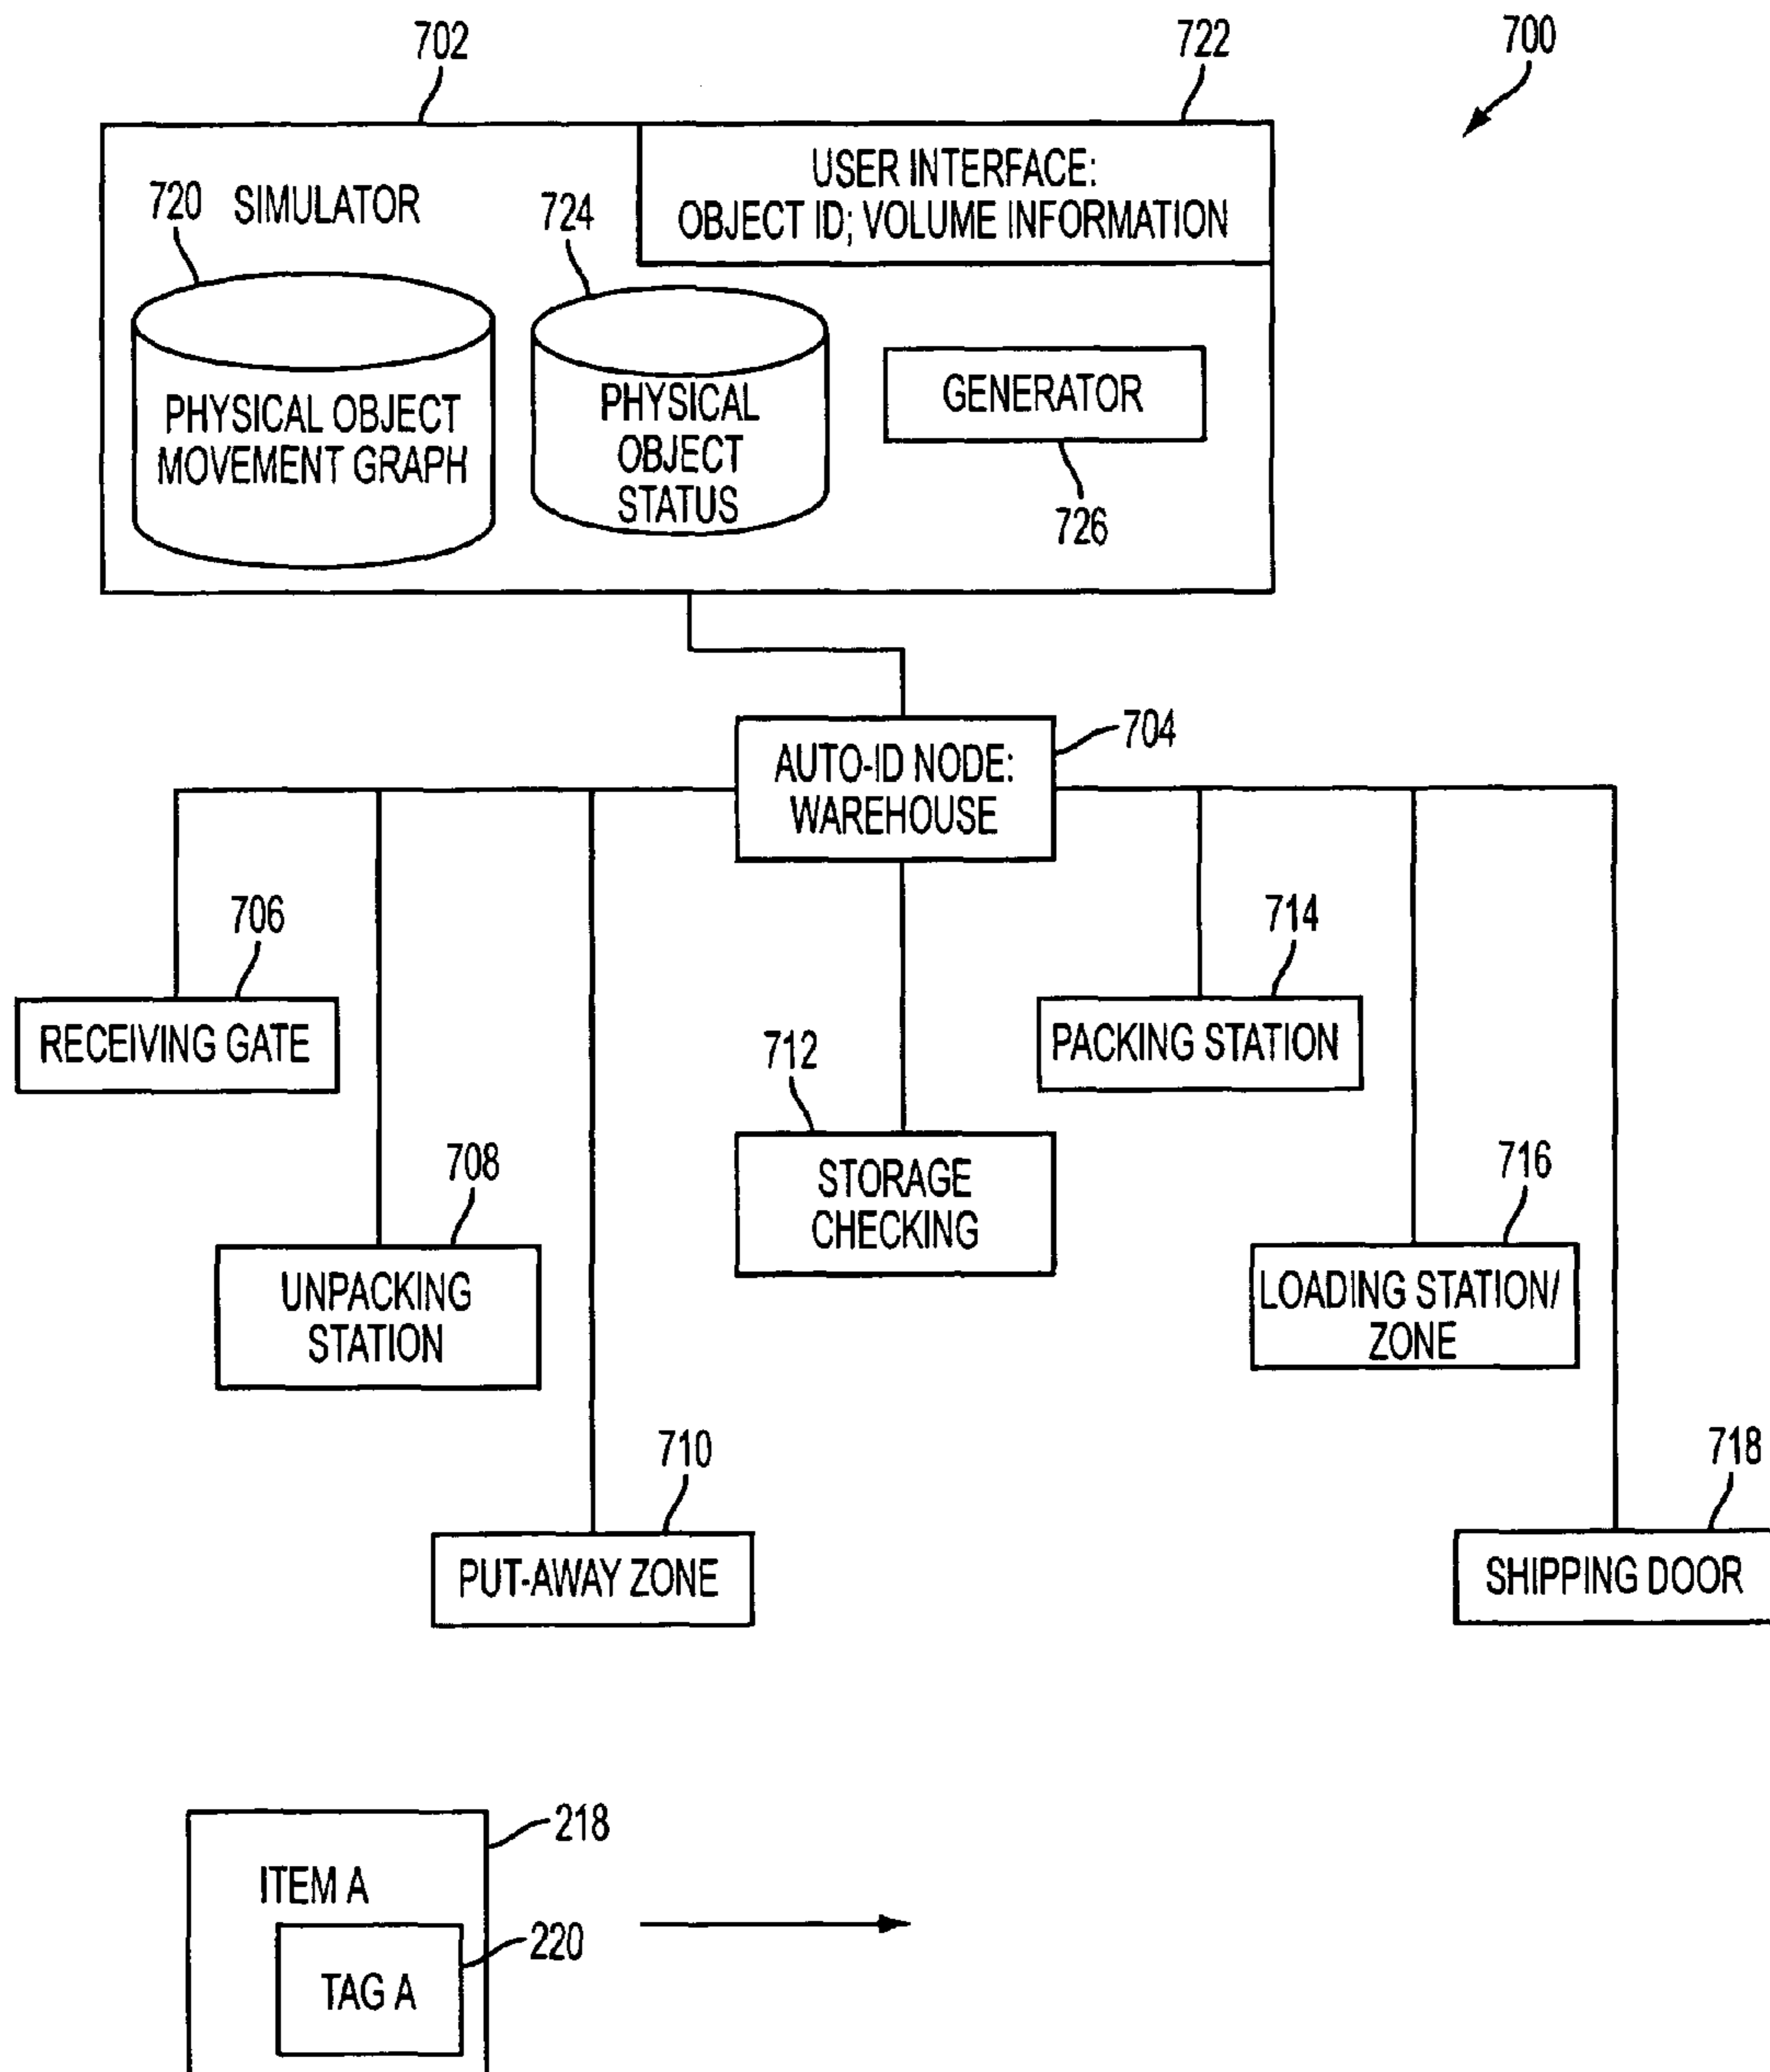 702
722
700
USER INTERFACE:
OBJECT ID; VOLUME INFORMATION
720
SIMULATOR
724
PHYSICAL OBJECT
MOVEMENT GRAPH
PHYSICAL
OBJECT
STATUS
GENERATOR
726
AUTO-ID NODE:
WAREHOUSE
704
706
RECEIVING GATE
714
PACKING STATION
712
STORAGE
CHECKING
708
UNPACKING
STATION
716
LOADING STATION/
ZONE
710
PUT-AWAY ZONE
718
SHIPPING DOOR
218
ITEM A
220
TAG A